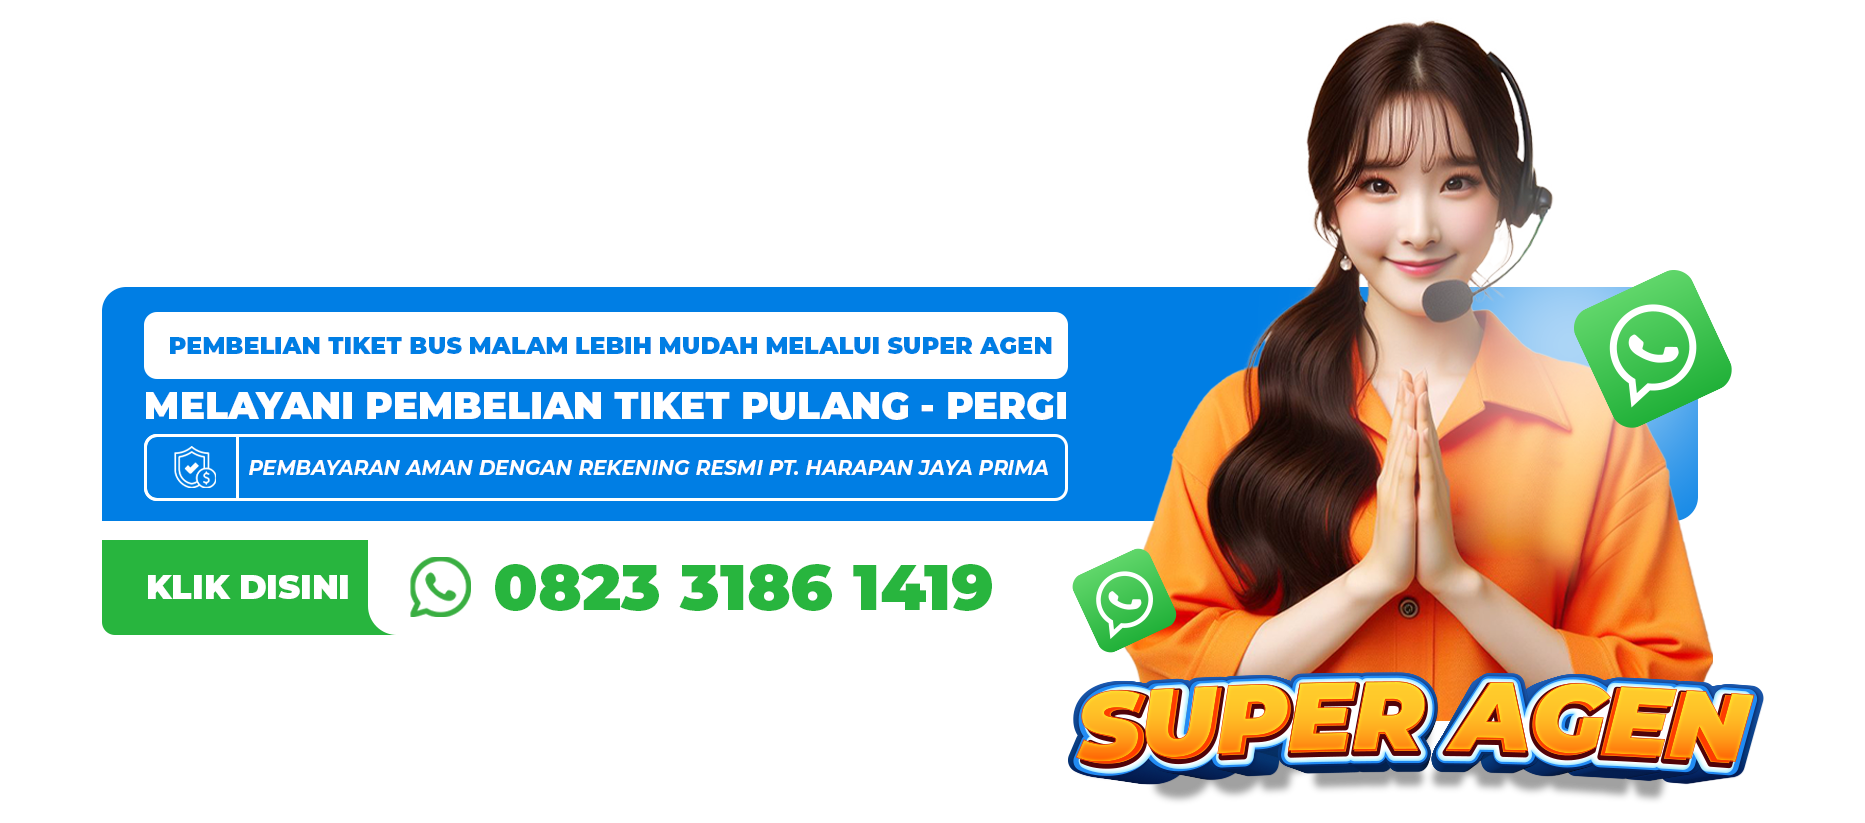 PEMBELIAN TIKET BUS MALAM LEBIH MUDAH MELALUI SUPER AGEN
MELAYANI PEMBELIAN TIKET PULANG - PERGI
PEMBAYARAN AMAN DENGAN REKENING RESMI PT. HARAPAN JAYA PRIMA
KLIK DISINI
0823 3186 1419
SUPER AGEN